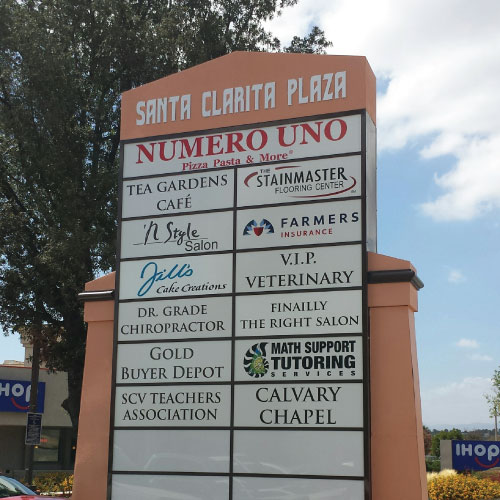 SANTA CLARITA PLAZA
NUMERO UNO
Pizza Pasta & More®
TEA GARDENS
CAFÉ
THE
STAINMASTER
FLOORING CENTER
'N Style
Salon
FARMERS
INSURANCE
Jill's
Cake Creations
V.I.P.
VETERINARY
DR. GRADE
CHIROPRACTOR
FINAILLY
THE RIGHT SALON
GOLD
BUYER DEPOT
MATH SUPPORT
TUTORING
SERVICES
SCV TEACHERS
ASSOCIATION
CALVARY
CHAPEL
IHOP
IHOP